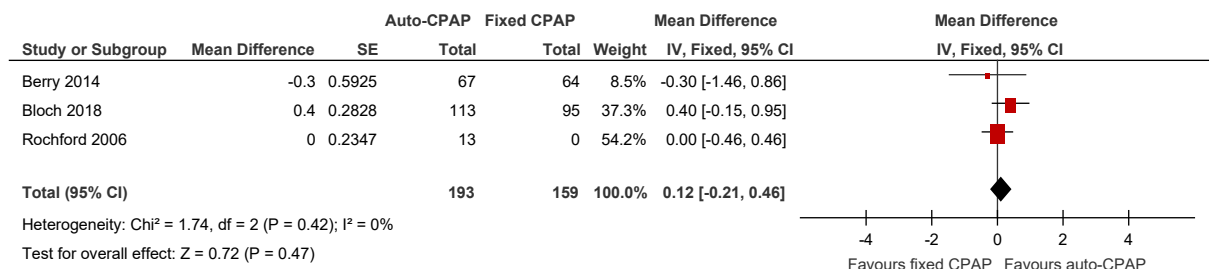 Auto-CPAP Fixed CPAP Mean Difference Mean Difference
Study or Subgroup Mean Difference SE Total Total Weight IV, Fixed, 95% CI IV, Fixed, 95% CI
Berry 2014 -0.3 0.5925 67 64 8.5% -0.30 [-1.46, 0.86]
Bloch 2018 0.4 0.2828 113 95 37.3% 0.40 [-0.15, 0.95]
Rochford 2006 0 0.2347 13 0 54.2% 0.00 [-0.46, 0.46]
Total (95% CI) 193 159 100.0% 0.12 [-0.21, 0.46]
Heterogeneity: Chi² = 1.74, df = 2 (P = 0.42); I² = 0%
Test for overall effect: Z = 0.72 (P = 0.47)
-4 -2 0 2 4
Favours fixed CPAP Favours auto-CPAP